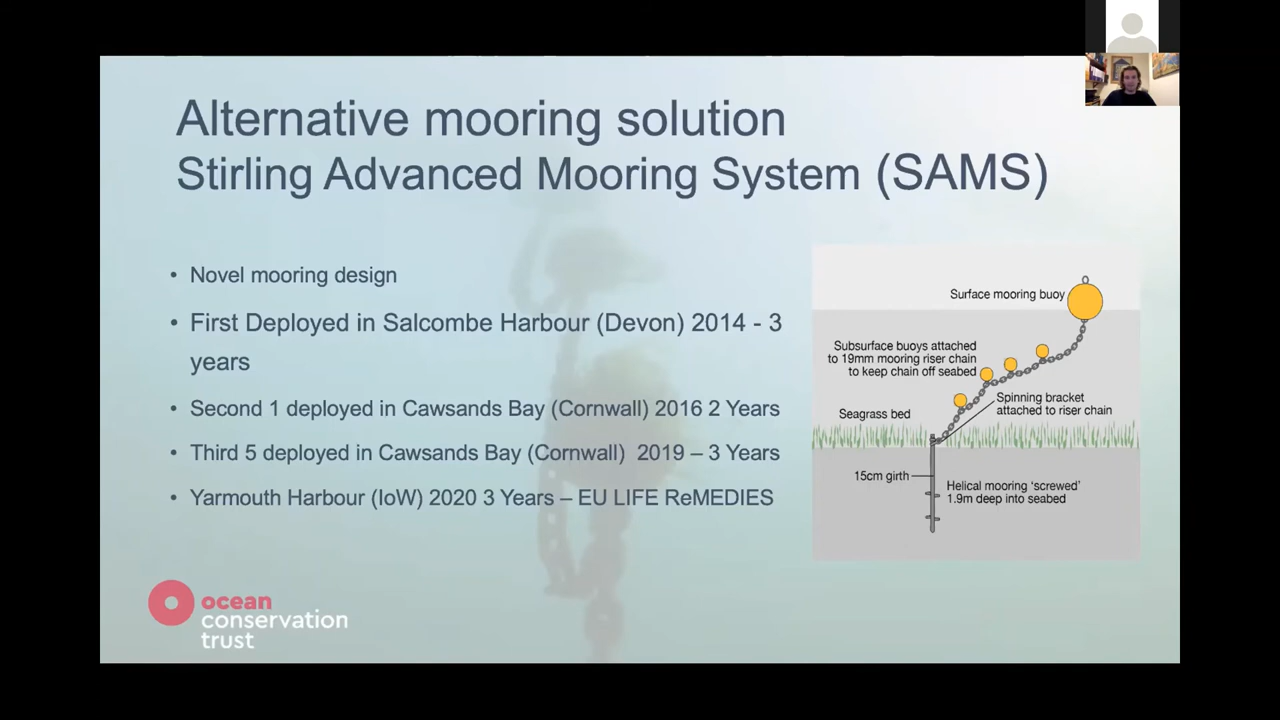 Alternative mooring solution
Stirling Advanced Mooring System (SAMS)
• Novel mooring design
• First Deployed in Salcombe Harbour (Devon) 2014 - 3
years
• Second 1 deployed in Cawsands Bay (Cornwall) 2016 2 Years
• Third 5 deployed in Cawsands Bay (Cornwall) 2019 – 3 Years
• Yarmouth Harbour (IoW) 2020 3 Years – EU LIFE ReMEDIES
Surface mooring buoy
Subsurface buoys attached
to 19mm mooring riser chain
to keep chain off seabed
Spinning bracket
attached to riser chain
Seagrass bed
15cm girth
Helical mooring ‘screwed’
1.9m deep into seabed
ocean
conservation
trust